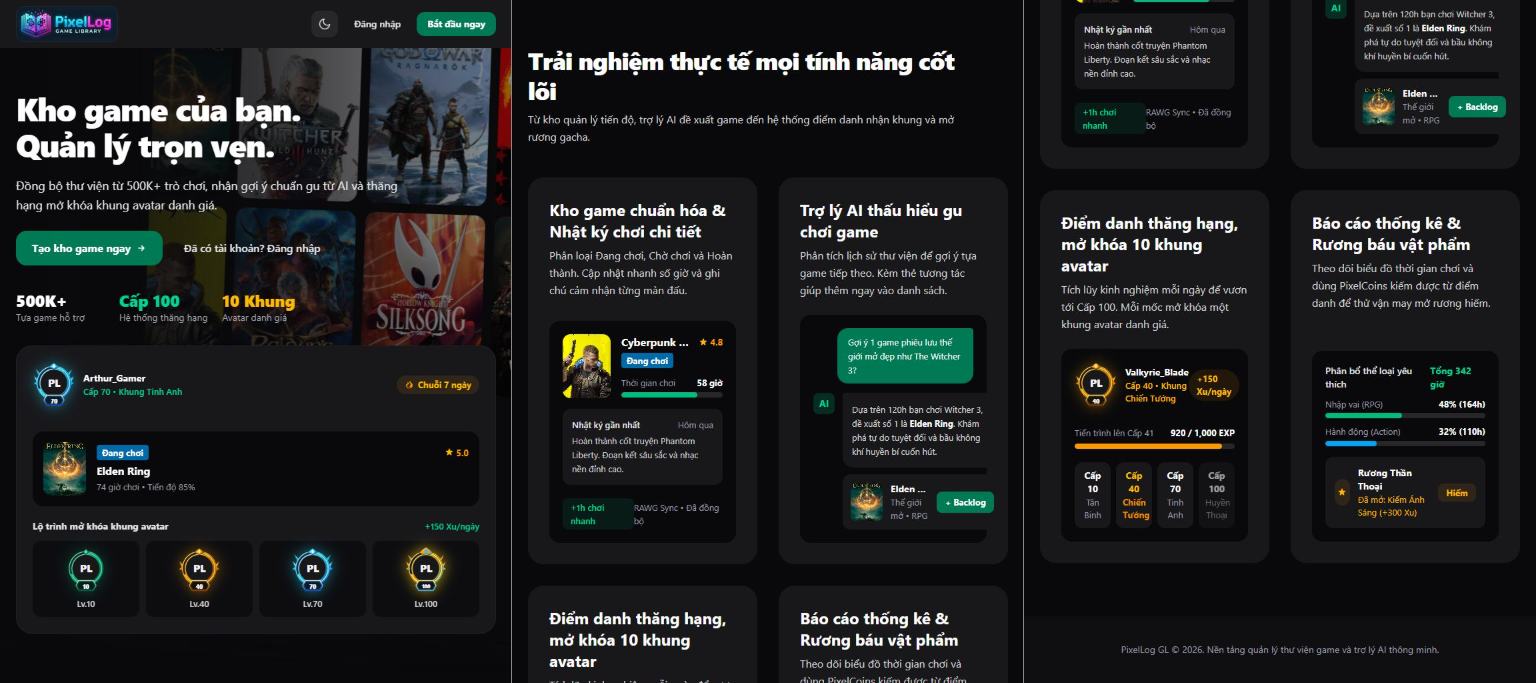 PixelLog
GAME LIBRARY
Đăng nhập
Bắt đầu ngay
GOD WAR
RAGNARÖK
Kho game của bạn.
Quản lý trọn vẹn.
WITCHER
WILD HUNT
Đồng bộ thư viện từ 500K+ trò chơi, nhận gợi ý chuẩn gu từ AI và thăng
hạng mở khóa khung avatar danh giá.
Tạo kho game ngay →
Đã có tài khoản? Đăng nhập
HOLLOW KNIGHT
SILKSONG
500K+
Tựa game hỗ trợ
Cấp 100
Hệ thống thăng hạng
10 Khung
Avatar danh giá
PL
70
Arthur_Gamer
Cấp 70 • Khung Tinh Anh
Chuỗi 7 ngày
ELDEN RING
Đang chơi
★ 5.0
Elden Ring
74 giờ chơi • Tiến độ 85%
Lộ trình mở khóa khung avatar
+150 Xu/ngày
PL
10
Lv.10
PL
40
Lv.40
PL
70
Lv.70
PL
100
Lv.100
Trải nghiệm thực tế mọi tính năng cốt
lõi
Từ kho quản lý tiến độ, trợ lý AI đề xuất game đến hệ thống điểm danh nhận khung và mở
rương gacha.
Kho game chuẩn hóa &
Nhật ký chơi chi tiết
Phân loại Đang chơi, Chờ chơi và Hoàn
thành. Cập nhật nhanh số giờ và ghi
chú cảm nhận từng màn đấu.
Cyberpunk ...
★ 4.8
Đang chơi
Thời gian chơi
58 giờ
Nhật ký gần nhất
Hôm qua
Hoàn thành cốt truyện Phantom
Liberty. Đoạn kết sâu sắc và nhạc
nền đỉnh cao.
+1h chơi
nhanh
RAWG Sync • Đã đồng
bộ
Trợ lý AI thấu hiểu gu
chơi game
Phân tích lịch sử thư viện để gợi ý tựa
game tiếp theo. Kèm thẻ tương tác
giúp thêm ngay vào danh sách.
Gợi ý 1 game phiêu lưu thế
giới mở đẹp như The Witcher
3?
AI
Dựa trên 120h bạn chơi Witcher 3,
đề xuất số 1 là Elden Ring. Khám
phá tự do tuyệt đối và bầu không
khí huyền bí cuốn hút.
Elden ...
Thế giới
mở • RPG
+ Backlog
Điểm danh thăng hạng,
mở khóa 10 khung
avatar
Báo cáo thống kê &
Rương báu vật phẩm
Theo dõi biểu đồ thời gian chơi và
dùng PixelCoins kiếm được từ điểm
Nhật ký gần nhất
Hôm qua
Hoàn thành cốt truyện Phantom
Liberty. Đoạn kết sâu sắc và nhạc
nền đỉnh cao.
+1h chơi
nhanh
RAWG Sync • Đã đồng
bộ
AI
Dựa trên 120h bạn chơi Witcher 3,
đề xuất số 1 là Elden Ring. Khám
phá tự do tuyệt đối và bầu không
khí huyền bí cuốn hút.
Elden ...
Thế giới
mở • RPG
+ Backlog
Điểm danh thăng hạng,
mở khóa 10 khung
avatar
Tích lũy kinh nghiệm mỗi ngày để vươn
tới Cấp 100. Mỗi mốc mở khóa một
khung avatar danh giá.
PL
40
Valkyrie_Blade
Cấp 40 • Khung
Chiến Tướng
+150
Xu/ngày
Tiến trình lên Cấp 41
920 / 1,000 EXP
Cấp
10
Tân
Binh
Cấp
40
Chiến
Tướng
Cấp
70
Tinh
Anh
Cấp
100
Huyền
Thoại
Báo cáo thống kê &
Rương báu vật phẩm
Theo dõi biểu đồ thời gian chơi và
dùng PixelCoins kiếm được từ điểm
danh để thử vận may mở rương hiếm.
Phân bổ thể loại yêu
thích
Tổng 342
giờ
Nhập vai (RPG)
48% (164h)
Hành động (Action)
32% (110h)
Rương Thần
Thoại
Đã mở: Kiếm Ánh
Sáng (+300 Xu)
Hiếm
PixelLog GL © 2026. Nền tảng quản lý thư viện game và trợ lý AI thông minh.